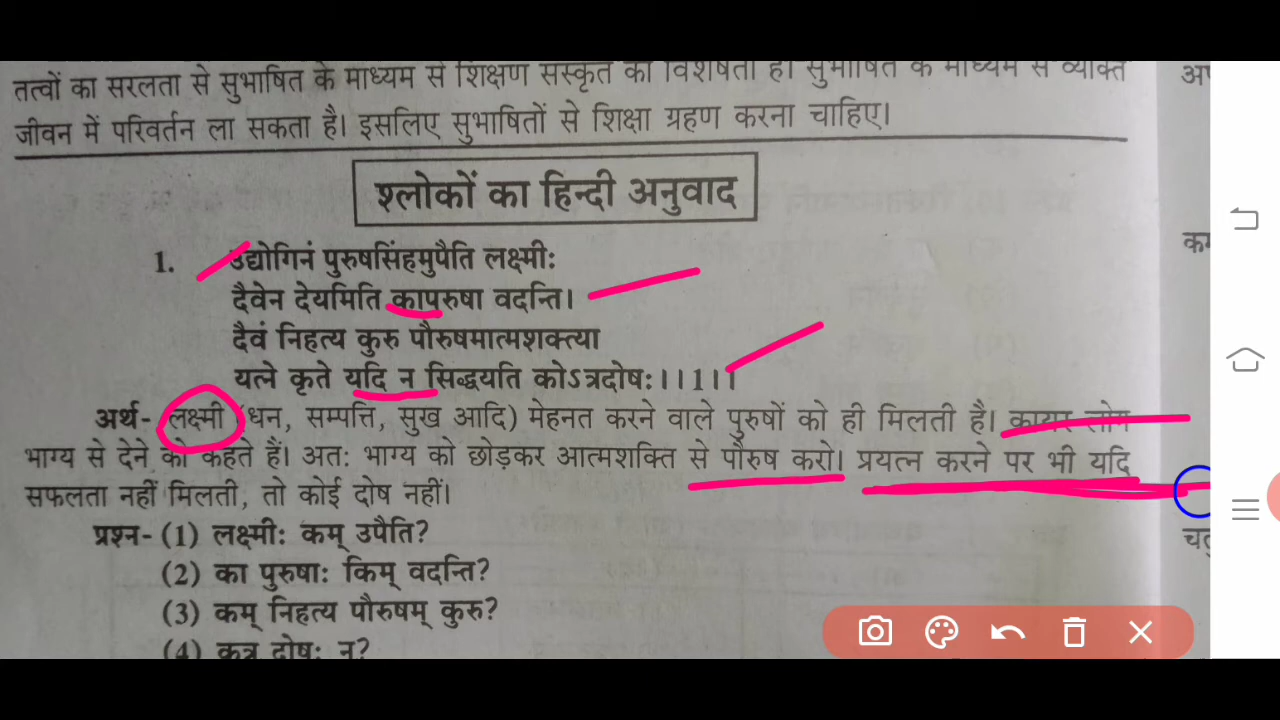 तत्वों का सरलता से सुभाषित के माध्यम से शिक्षण संस्कृत की विशेषता है। सुभाषित के माध्यम से व्यक्ति
जीवन में परिवर्तन ला सकता है। इसलिए सुभाषितों से शिक्षा ग्रहण करना चाहिए।
श्लोकों का हिन्दी अनुवाद
1. उद्योगिनं पुरुषसिंहमुपैति लक्ष्मीः
दैवेन देयमिति कापरुषा वदन्ति।
दैवं निहत्य कुरु पौरुषमात्मशक्त्या
यत्ने कृते यदि न सिद्धयति कोऽत्रदोषः।।1।।
अर्थ- लक्ष्मी (धन, सम्पत्ति, सुख आदि) मेहनत करने वाले पुरुषों को ही मिलती है। कायर लोग
भाग्य से देने को कहते हैं। अतः भाग्य को छोड़कर आत्मशक्ति से पौरुष करो। प्रयत्न करने पर भी यदि
सफलता नहीं मिलती, तो कोई दोष नहीं।
प्रश्न- (1) लक्ष्मीः कम् उपैति?
(2) का पुरुषाः किम् वदन्ति?
(3) कम् निहत्य पौरुषम् कुरु?
(4) कुत्र दोषः न?